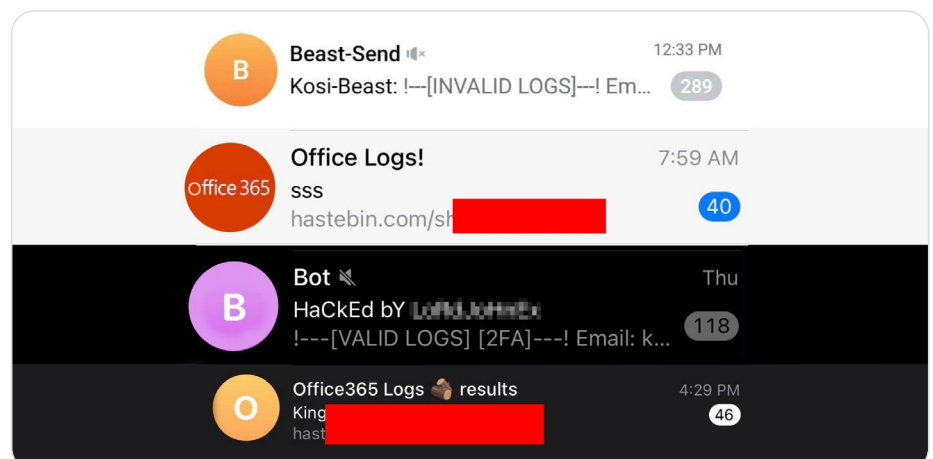 B
Beast-Send
12:33 PM
Kosi-Beast: !---[INVALID LOGS]---! Em...
289
Office 365
Office Logs!
7:59 AM
sss
40
hastebin.com/sh
B
Bot
Thu
HaCkEd bY
118
!---[VALID LOGS] [2FA]---! Email: k...
O
Office365 Logs 🪵 results
4:29 PM
King
46
hast